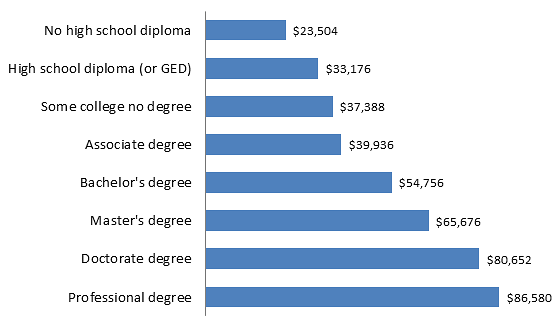 No high school diploma $23,504
High school diploma (or GED) $33,176
Some college no degree $37,388
Associate degree $39,936
Bachelor's degree $54,756
Master's degree $65,676
Doctorate degree $80,652
Professional degree $86,580